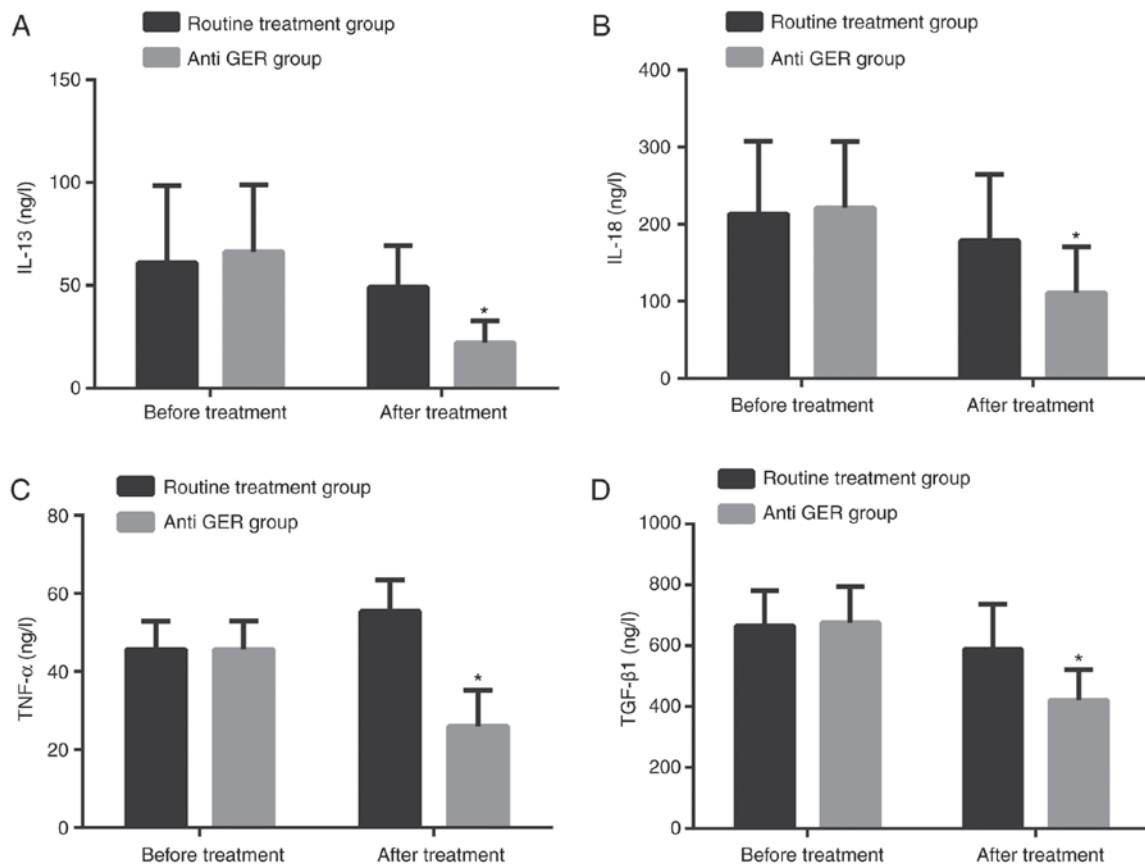 A
Routine treatment group
Anti GER group
150
100
50
0
IL-13 (ng/l)
*
Before treatment
After treatment
B
Routine treatment group
Anti GER group
400
300
200
100
0
IL-18 (ng/l)
*
Before treatment
After treatment
C
Routine treatment group
Anti GER group
80
60
40
20
0
TNF-α (ng/l)
*
Before treatment
After treatment
D
Routine treatment group
Anti GER group
1000
800
600
400
200
0
TGF-β1 (ng/l)
*
Before treatment
After treatment